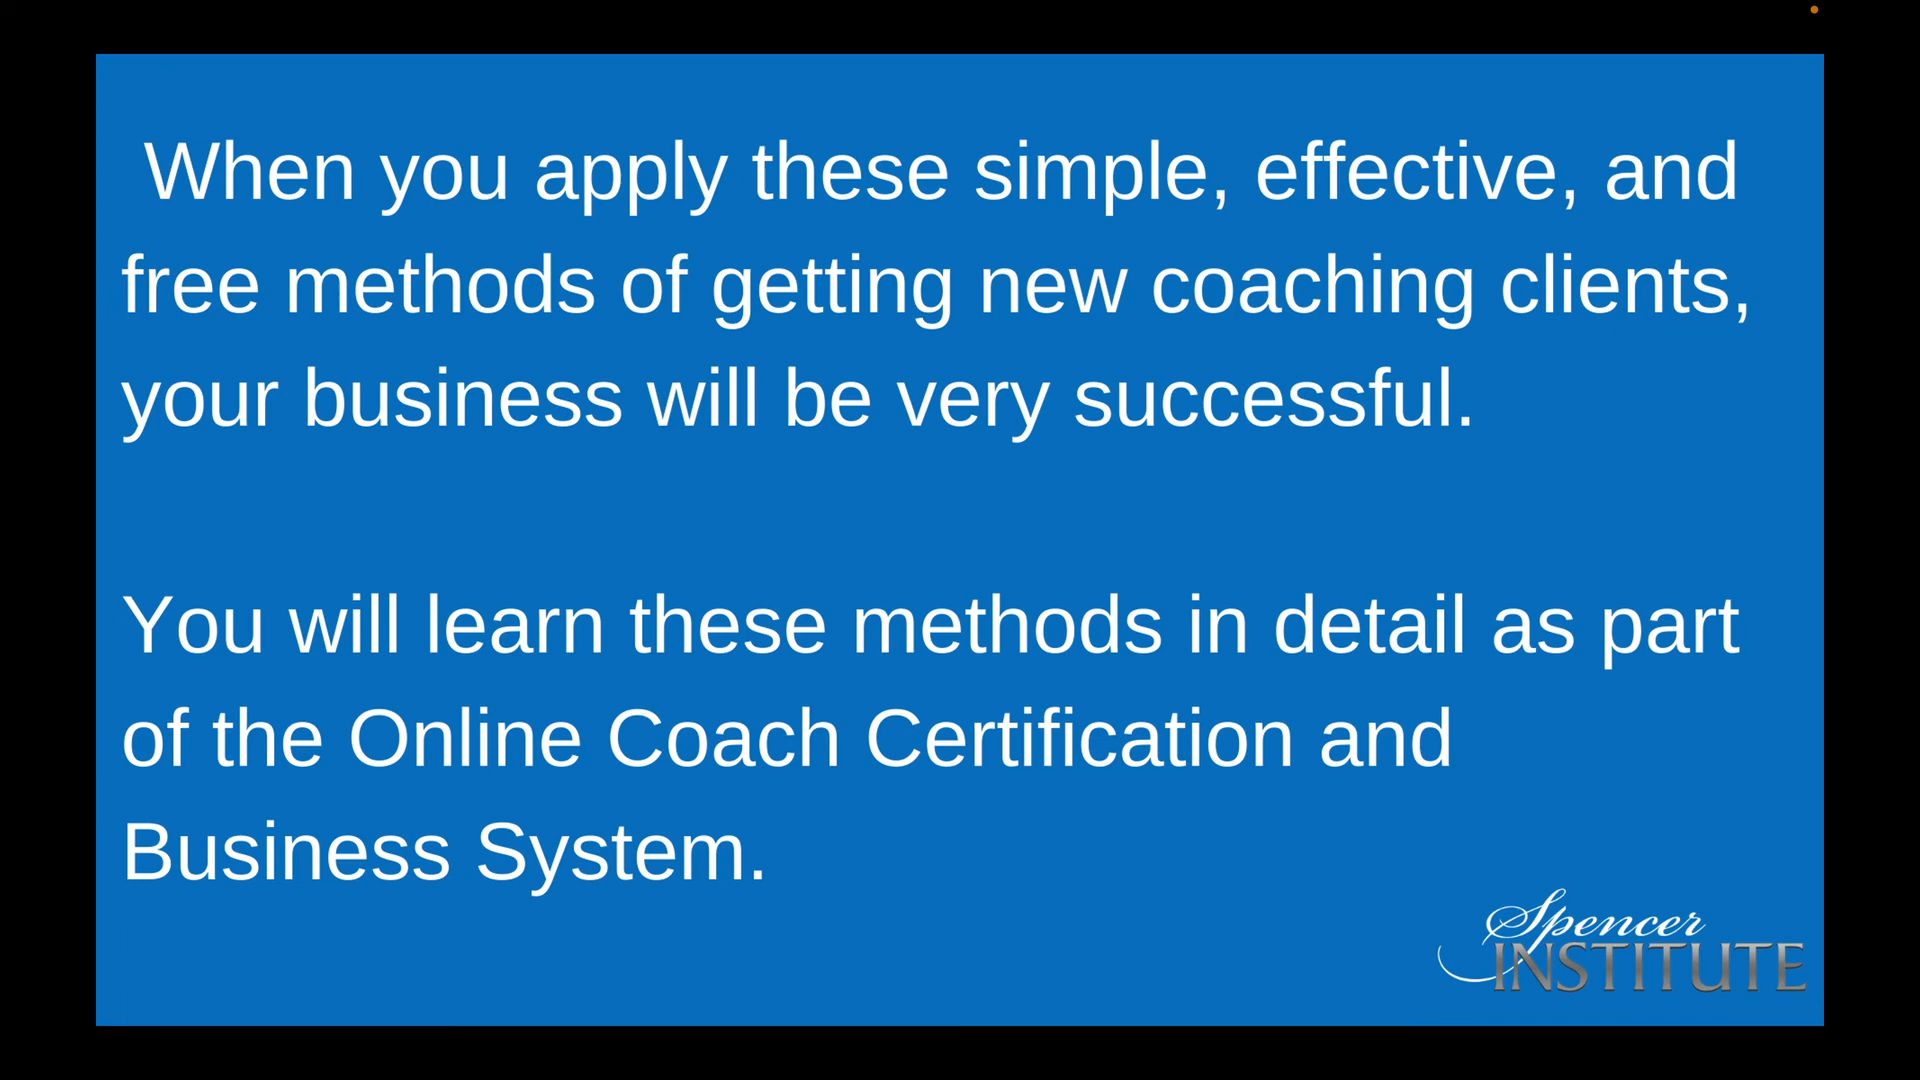 When you apply these simple, effective, and
free methods of getting new coaching clients,
your business will be very successful.
You will learn these methods in detail as part
of the Online Coach Certification and
Business System.
Spencer
INSTITUTE